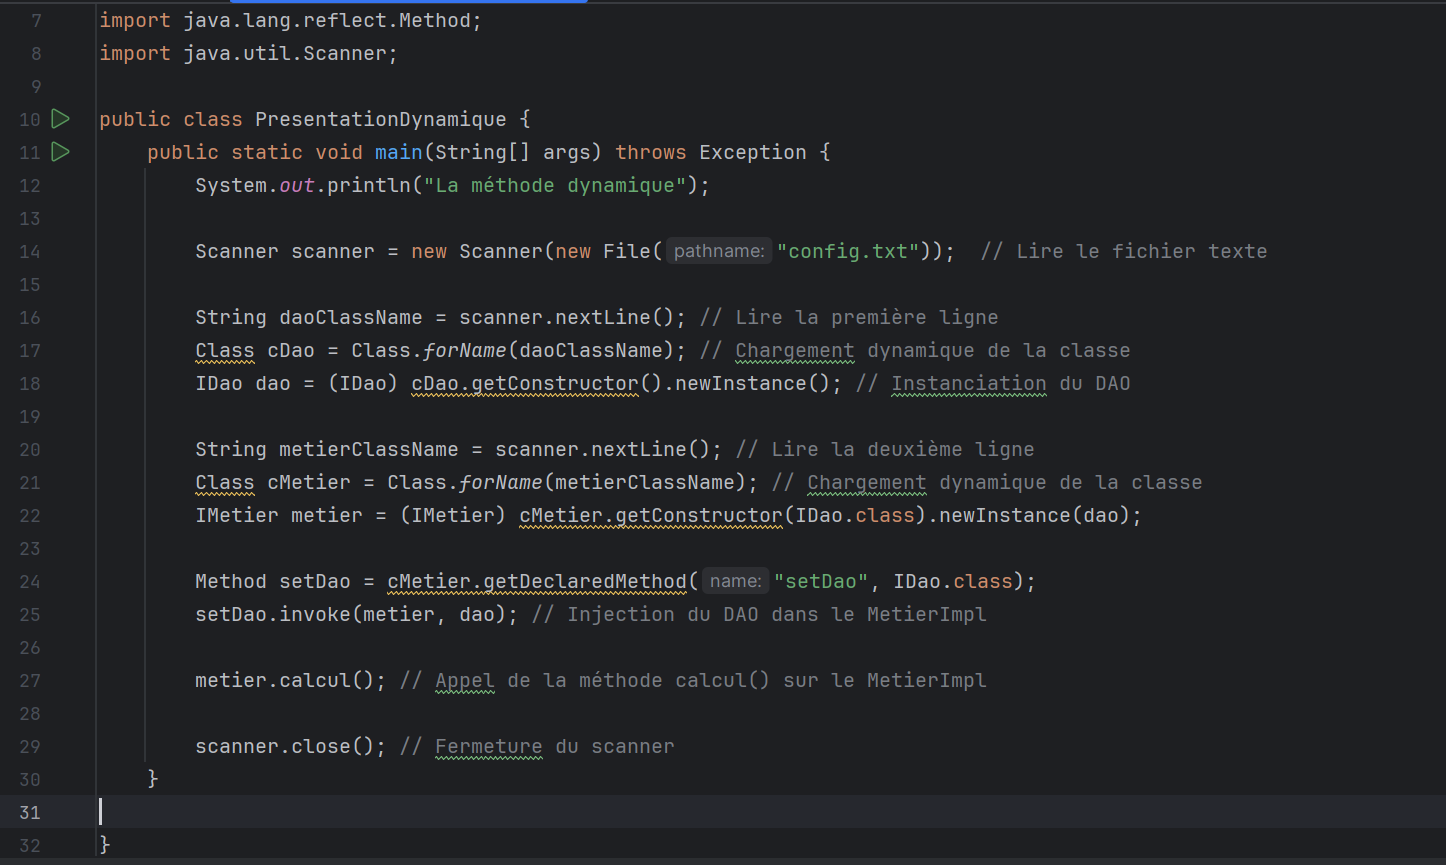 7 import java.lang.reflect.Method;
8 import java.util.Scanner;
9
10 public class PresentationDynamique {
11     public static void main(String[] args) throws Exception {
12         System.out.println("La méthode dynamique");
13
14         Scanner scanner = new Scanner(new File( pathname: "config.txt"));  // Lire le fichier texte
15
16         String daoClassName = scanner.nextLine(); // Lire la première ligne
17         Class cDao = Class.forName(daoClassName); // Chargement dynamique de la classe
18         IDao dao = (IDao) cDao.getConstructor().newInstance(); // Instanciation du DAO
19
20         String metierClassName = scanner.nextLine(); // Lire la deuxième ligne
21         Class cMetier = Class.forName(metierClassName); // Chargement dynamique de la classe
22         IMetier metier = (IMetier) cMetier.getConstructor(IDao.class).newInstance(dao);
23
24         Method setDao = cMetier.getDeclaredMethod( name: "setDao", IDao.class);
25         setDao.invoke(metier, dao); // Injection du DAO dans le MetierImpl
26
27         metier.calcul(); // Appel de la méthode calcul() sur le MetierImpl
28
29         scanner.close(); // Fermeture du scanner
30     }
31
32 }